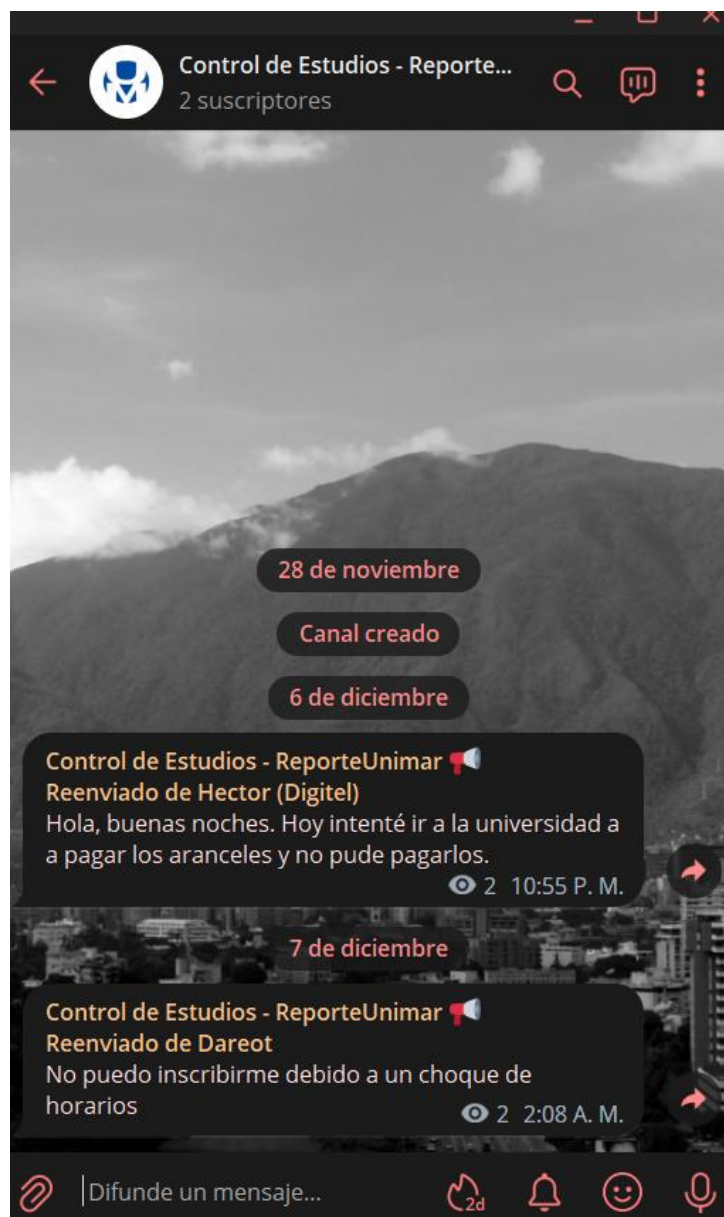 Control de Estudios - Reporte...
2 suscriptores
28 de noviembre
Canal creado
6 de diciembre
Control de Estudios - ReporteUnimar
Reenviado de Hector (Digitel)
Hola, buenas noches. Hoy intenté ir a la universidad a
a pagar los aranceles y no pude pagarlos.
2 10:55 P. M.
7 de diciembre
Control de Estudios - ReporteUnimar
Reenviado de Dareot
No puedo inscribirme debido a un choque de
horarios
2 2:08 A. M.
Difunde un mensaje...
2d